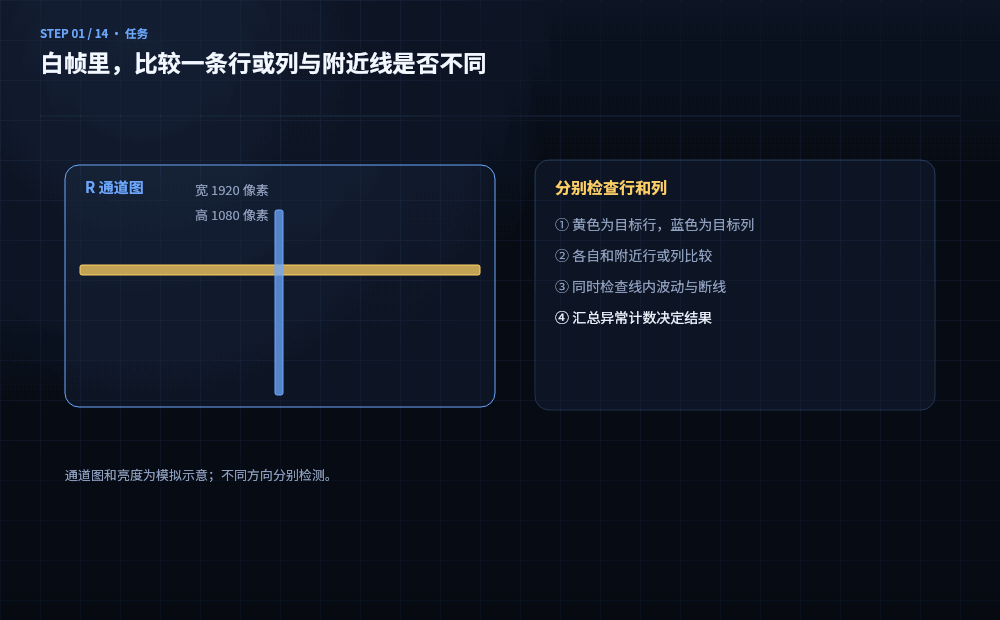 STEP 01 / 14 · 任务
白帧里，比较一条行或列与附近线是否不同
R 通道图
宽 1920 像素
高 1080 像素
分别检查行和列
① 黄色为目标行，蓝色为目标列
② 各自和附近行或列比较
③ 同时检查线内波动与断线
④ 汇总异常计数决定结果
通道图和亮度为模拟示意；不同方向分别检测。